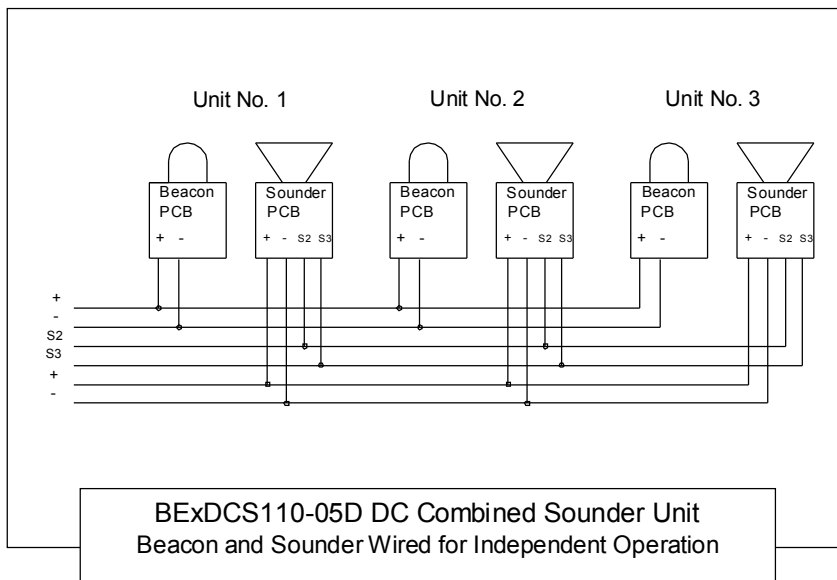 Unit No. 1 Unit No. 2 Unit No. 3
Beacon PCB
+ -
Sounder PCB
+ - S2 S3
Beacon PCB
+ -
Sounder PCB
+ - S2 S3
Beacon PCB
+ -
Sounder PCB
+ - S2 S3
+
-
S2
S3
+
-
BExDCS110-05D DC Combined Sounder Unit
Beacon and Sounder Wired for Independent Operation